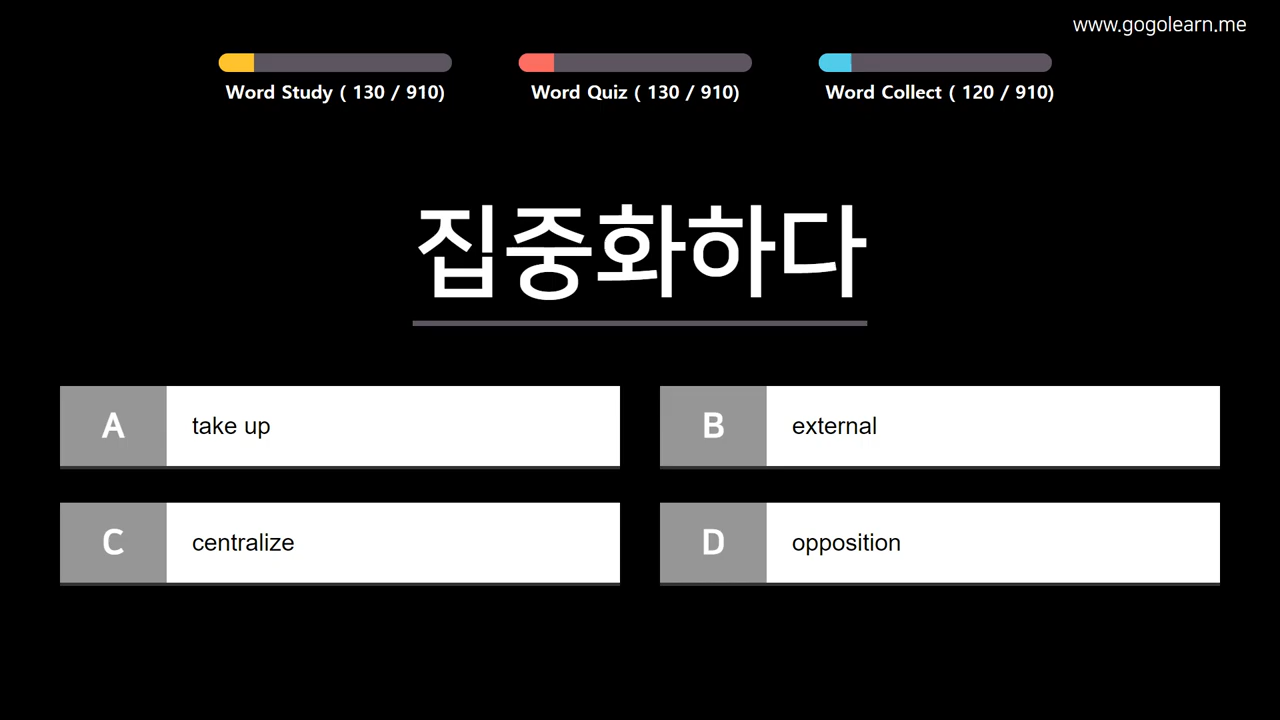 www.gogolearn.me
Word Study ( 130 / 910)
Word Quiz ( 130 / 910)
Word Collect ( 120 / 910)
집중화하다
A take up
B external
C centralize
D opposition